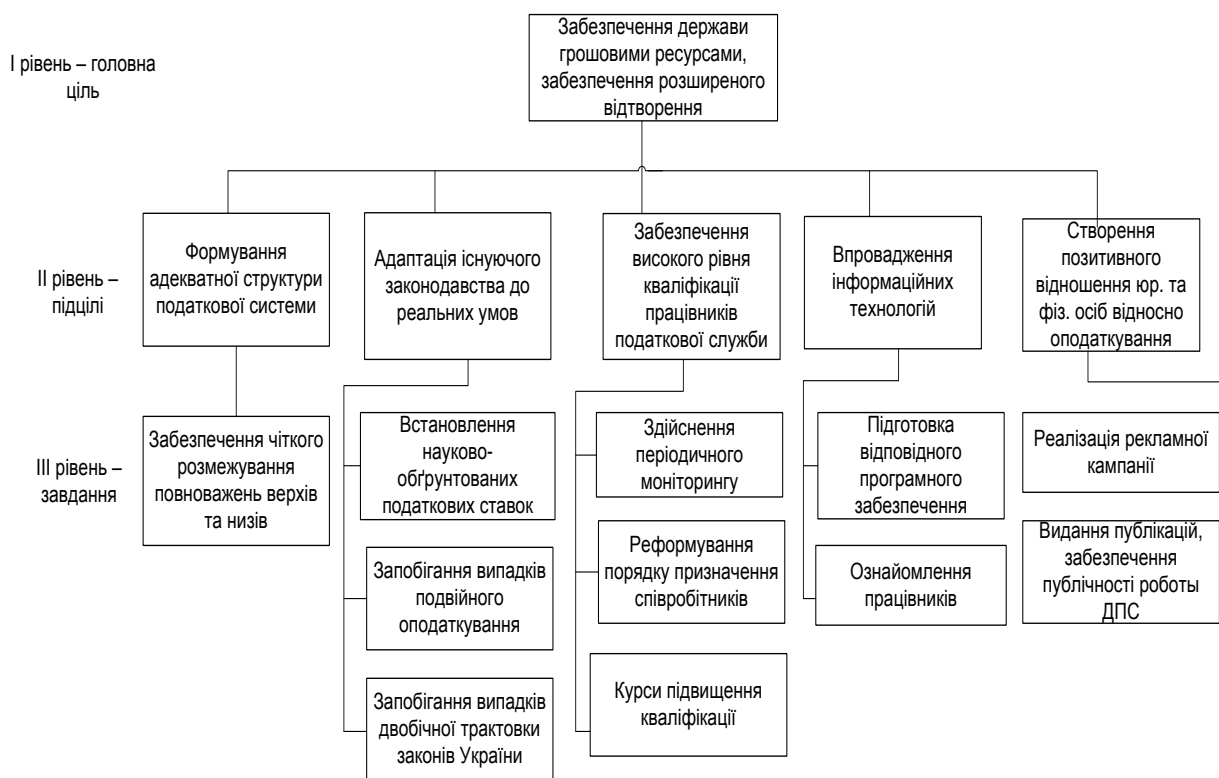 Забезпечення держави
грошовими ресурсами,
забезпечення розширеного
відтворення
І рівень – головна
ціль
ІІ рівень –
підцілі
Формування
адекватної структури
податкової системи
Адаптація існуючого
законодавства до
реальних умов
Забезпечення
високого рівня
кваліфікації
працівників
податкової служби
Впровадження
інформаційних
технологій
Створення
позитивного
відношення юр. та
фіз. осіб відносно
оподаткування
ІІІ рівень –
завдання
Забезпечення чіткого
розмежування
повноважень верхів
та низів
Встановлення
науково-
обґрунтованих
податкових ставок
Здійснення
періодичного
моніторингу
Підготовка
відповідного
програмного
забезпечення
Реалізація рекламної
кампанії
Запобігання випадків
подвійного
оподаткування
Реформування
порядку призначення
співробітників
Ознайомлення
працівників
Видання публікацій,
забезпечення
публічності роботи
ДПС
Запобігання випадків
двобічної трактовки
законів України
Курси підвищення
кваліфікації